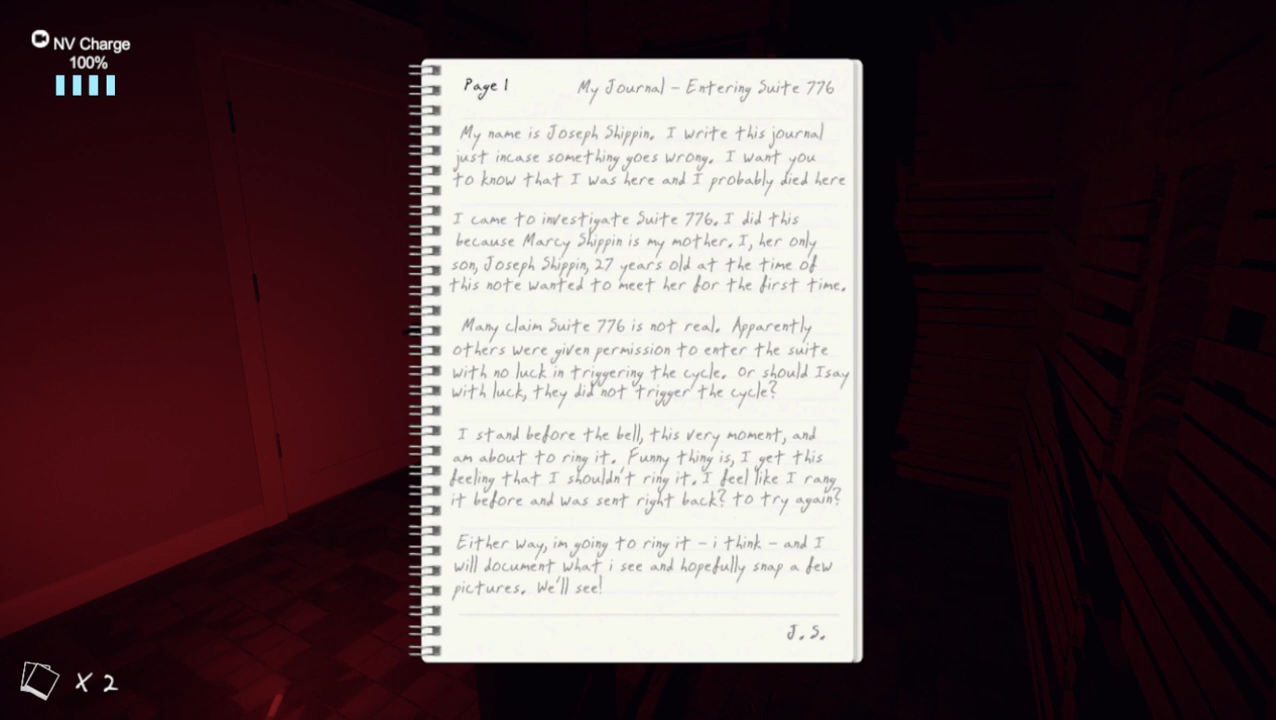 NV Charge
100%
Page 1
My Journal - Entering Suite 776
My name is Joseph Shippin. I write this journal
just incase something goes wrong. I want you
to know that I was here and I probably died here
I came to investigate Suite 776. I did this
because Marcy Shippin is my mother. I, her only
son, Joseph Shippin, 27 years old at the time of
this note wanted to meet her for the first time.
Many claim Suite 776 is not real. Apparently
others were given permission to enter the suite
with no luck in triggering the cycle. Or should I say
with luck, they did not trigger the cycle?
I stand before the bell, this very moment, and
am about to ring it. Funny thing is, I get this
feeling that I shouldn't ring it. I feel like I rang
it before and was sent right back? to try again?
Either way, im going to ring it - i think - and I
will document what i see and hopefully snap a few
pictures. We'll see!
J.S.
X 2